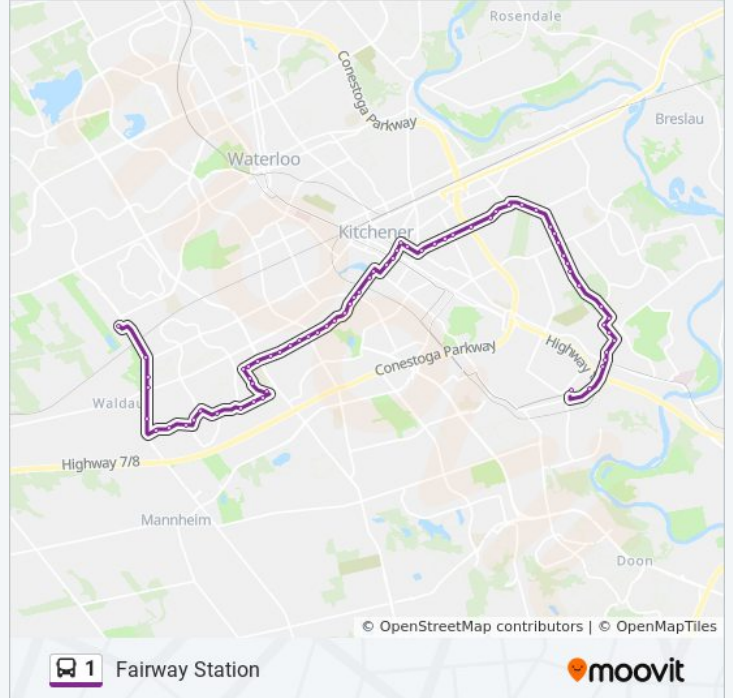 Rosendale
Conestoga Parkway
Breslau
Waterloo
Kitchener
Conestoga Parkway
Highway
Waldau
Highway 7/8
Mannheim
Doon
© OpenStreetMap contributors | © OpenMapTiles
1 Fairway Station
moovit